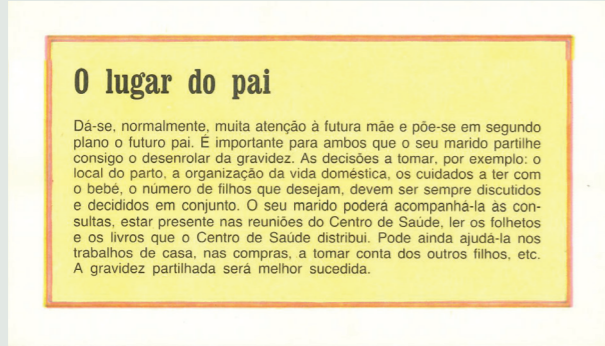 O lugar do pai
Dá-se, normalmente, muita atenção à futura mãe e põe-se em segundo
plano o futuro pai. É importante para ambos que o seu marido partilhe
consigo o desenrolar da gravidez. As decisões a tomar, por exemplo: o
local do parto, a organização da vida doméstica, os cuidados a ter com
o bebé, o número de filhos que desejam, devem ser sempre discutidos
e decididos em conjunto. O seu marido poderá acompanhá-la às con-
sultas, estar presente nas reuniões do Centro de Saúde, ler os folhetos
e os livros que o Centro de Saúde distribui. Pode ainda ajudá-la nos
trabalhos de casa, nas compras, a tomar conta dos outros filhos, etc.
A gravidez partilhada será melhor sucedida.